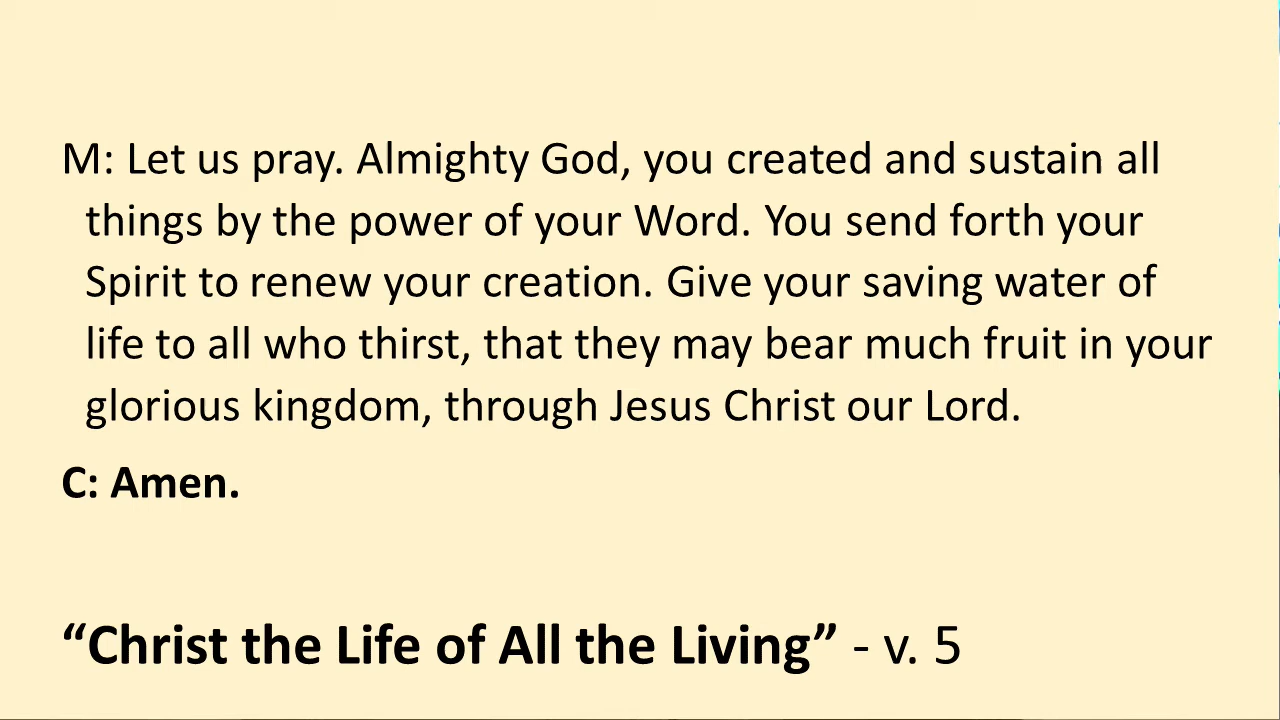 M: Let us pray. Almighty God, you created and sustain all
things by the power of your Word. You send forth your
Spirit to renew your creation. Give your saving water of
life to all who thirst, that they may bear much fruit in your
glorious kingdom, through Jesus Christ our Lord.
C: Amen.
“Christ the Life of All the Living” - v. 5